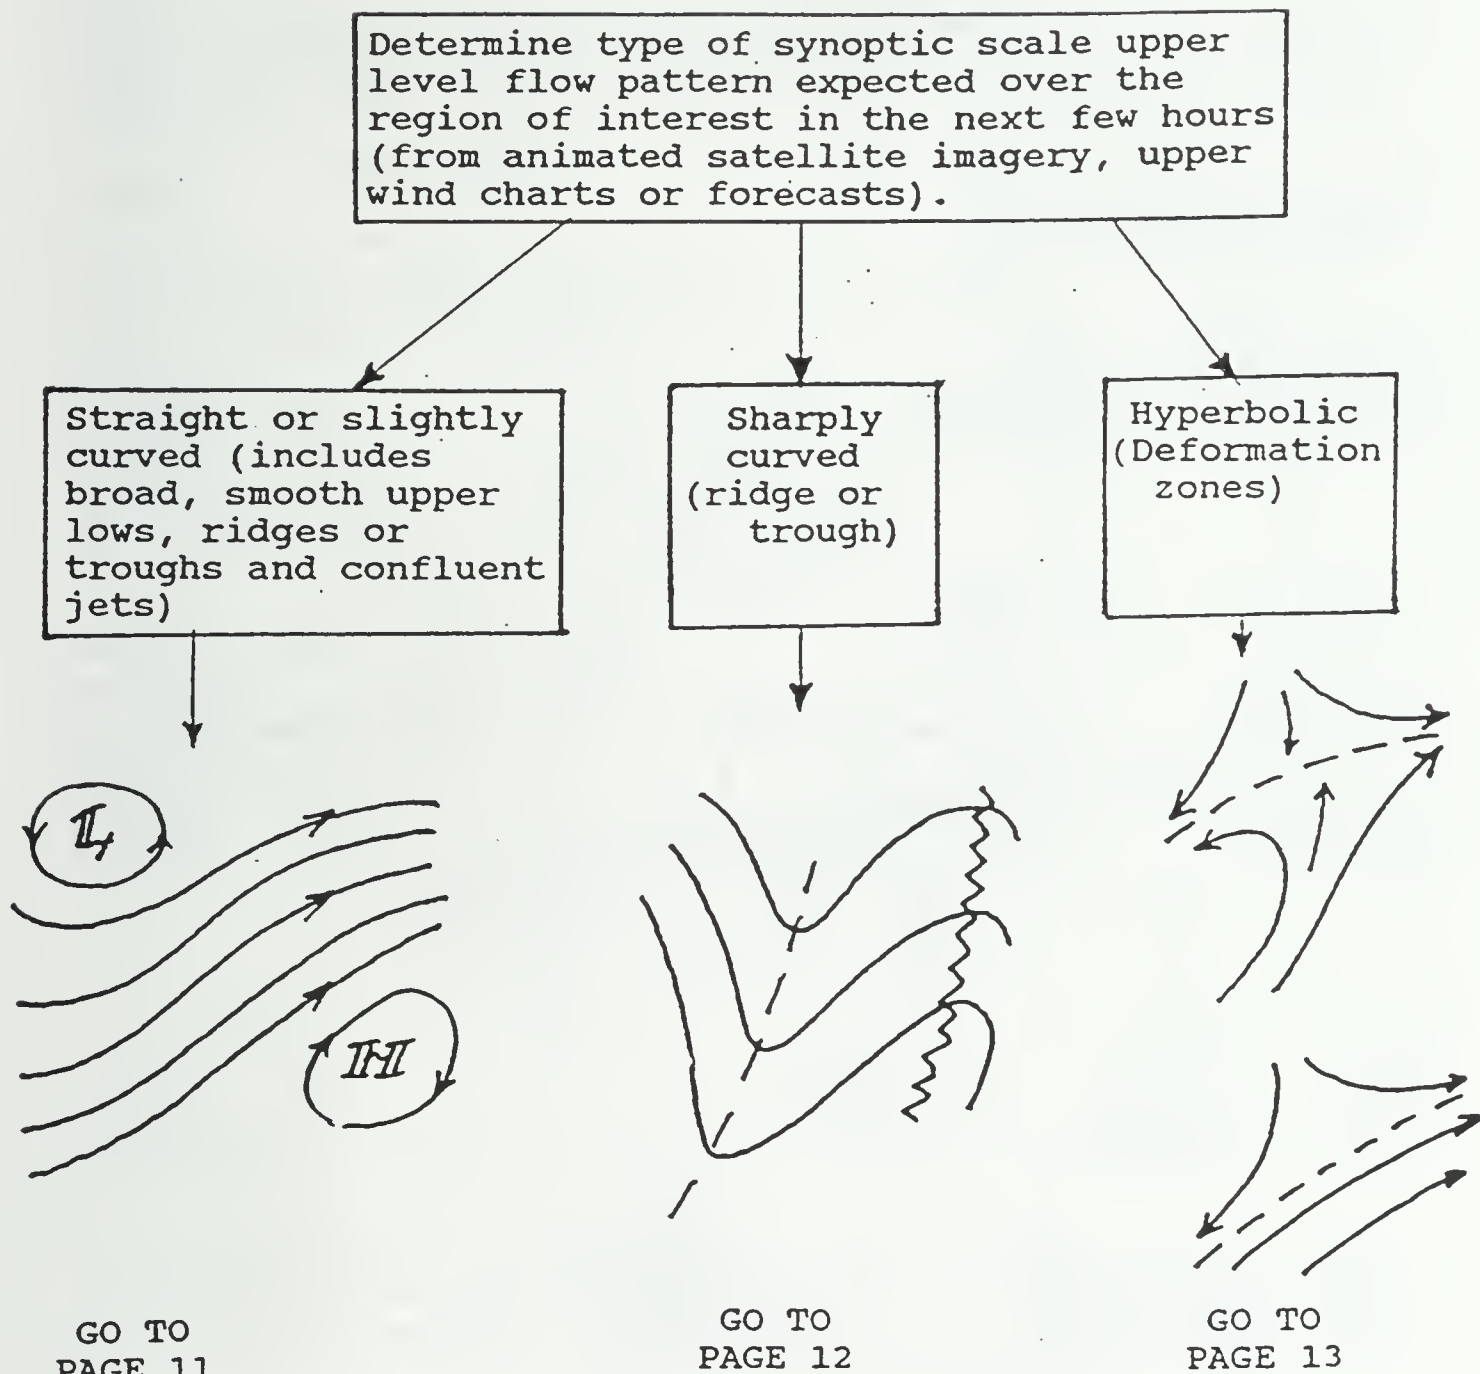 Determine type of synoptic scale upper
level flow pattern expected over the
region of interest in the next few hours
(from animated satellite imagery, upper
wind charts or forecasts).
Straight or slightly
curved (includes
broad, smooth upper
lows, ridges or
troughs and confluent
jets)
Sharply
curved
(ridge or
trough)
Hyperbolic
(Deformation
zones)
L
H
GO TO
PAGE 11
GO TO
PAGE 12
GO TO
PAGE 13